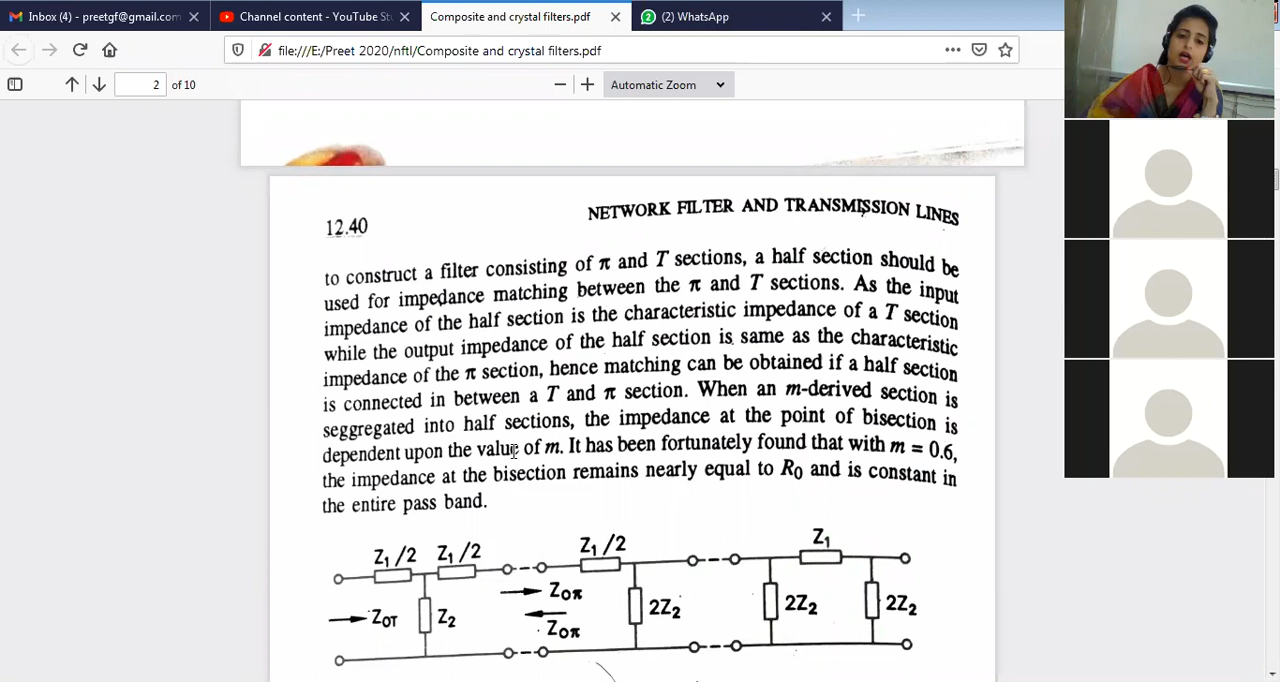 Inbox (4) - preetgf@gmail.com
Channel content - YouTube St
Composite and crystal filters.pdf
(2) WhatsApp
file:///E:/Preet 2020/nftl/Composite and crystal filters.pdf
2 of 10
Automatic Zoom
12.40
NETWORK FILTER AND TRANSMISSION LINES
to construct a filter consisting of π and T sections, a half section should be
used for impedance matching between the π and T sections. As the input
impedance of the half section is the characteristic impedance of a T section
while the output impedance of the half section is same as the characteristic
impedance of the π section, hence matching can be obtained if a half section
is connected in between a T and π section. When an m-derived section is
seggregated into half sections, the impedance at the point of bisection is
dependent upon the value of m. It has been fortunately found that with m = 0.6,
the impedance at the bisection remains nearly equal to R0 and is constant in
the entire pass band.
Z1/2 Z1/2 Z1/2 Z1
Z0π
Z0T Z2 2Z2 2Z2 2Z2
Z0π